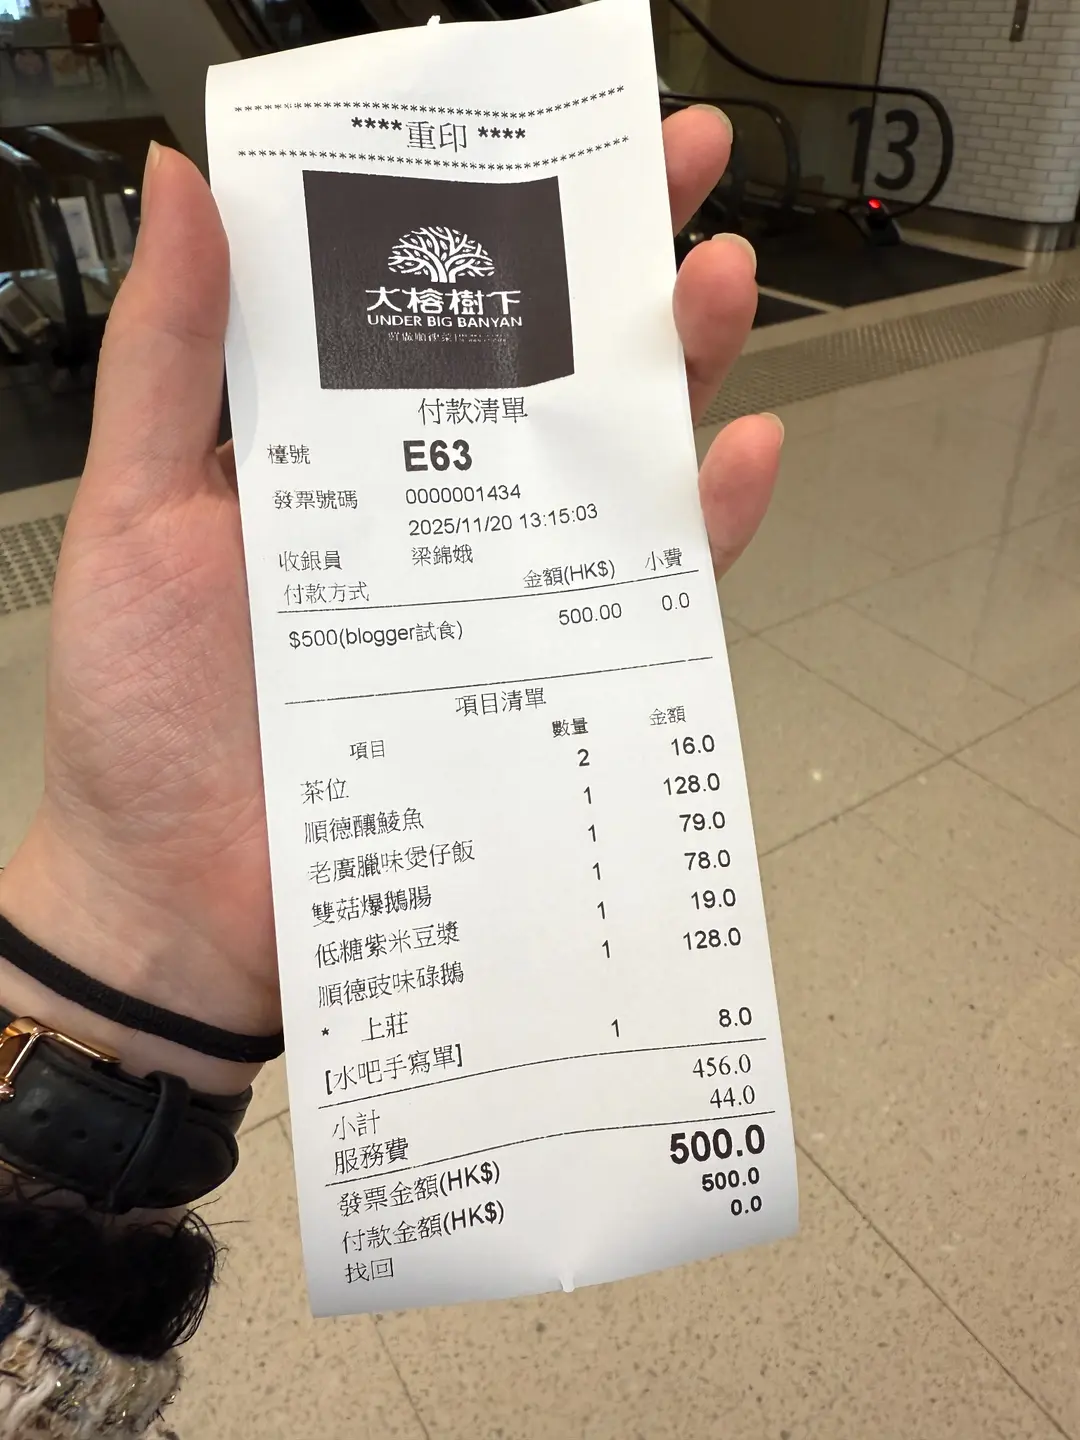 ****************************************
****重印 ****
****************************************
大榕樹下
UNDER BIG BANYAN
付款清單
檯號 E63
發票號碼 0000001434
2025/11/20 13:15:03
收銀員 梁錦娥
付款方式 金額(HK$) 小費
$500(blogger試食) 500.00 0.0
項目清單
項目 數量 金額
茶位 2 16.0
順德釀鯪魚 1 128.0
老廣臘味煲仔飯 1 79.0
雙菇爆鵝腸 1 78.0
低糖紫米豆漿 1 19.0
順德豉味碌鵝 1 128.0
* 上莊
[水吧手寫單] 1 8.0
小計 456.0
服務費 44.0
發票金額(HK$) 500.0
付款金額(HK$) 500.0
找回 0.0
13